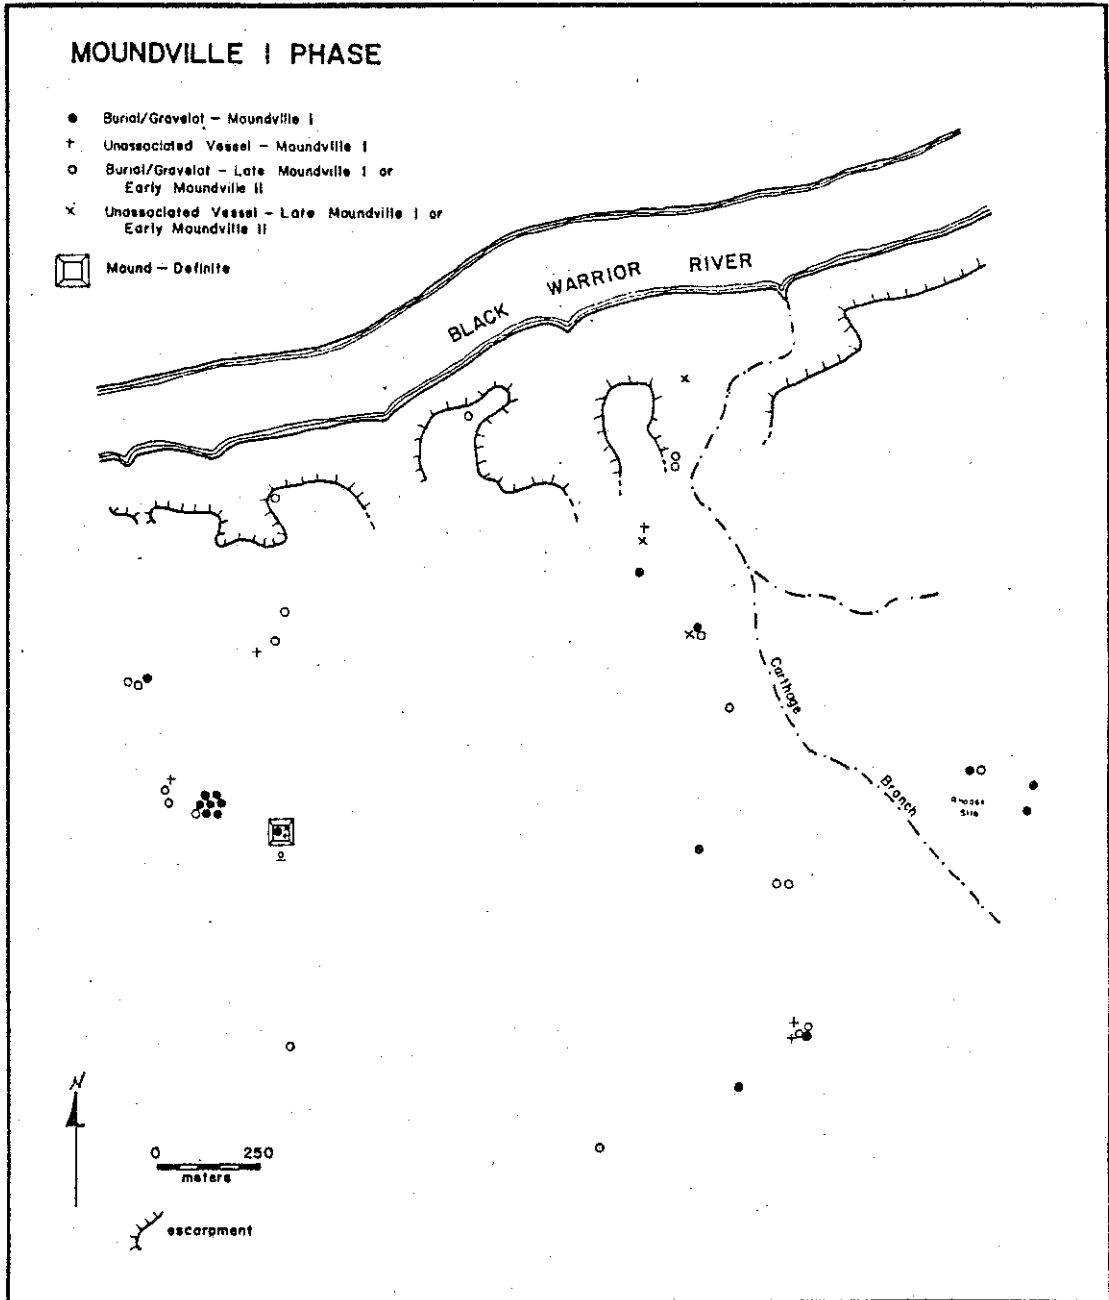 MOUNDVILLE I PHASE
Burial/Gravelot – Moundville I
Unassociated Vessel – Moundville I
Burial/Gravelot – Late Moundville I or
Early Moundville II
Unassociated Vessel – Late Moundville I or
Early Moundville II
Mound – Definite
BLACK WARRIOR RIVER
Carthage
Branch
Rhodes
Site
O
N
0 250
meters
escarpment